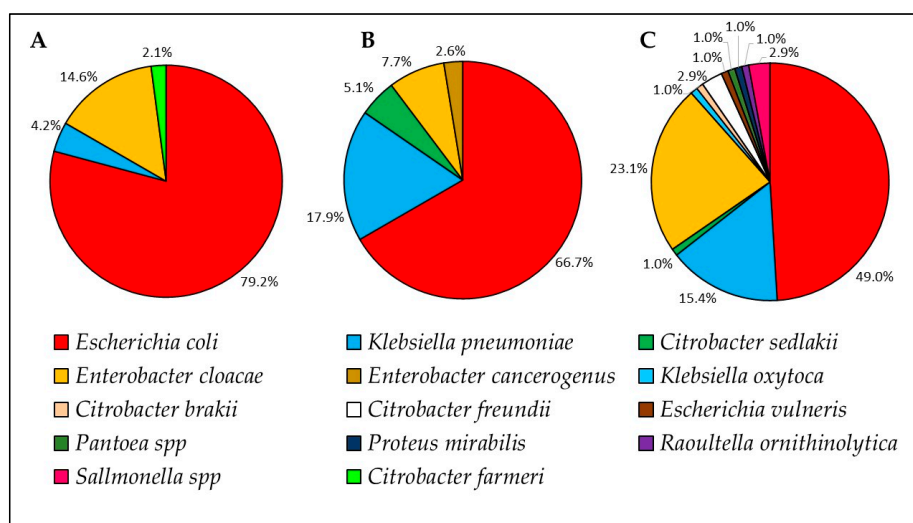 A
B
C
2.1%
14.6%
4.2%
79.2%
2.6%
7.7%
5.1%
17.9%
66.7%
1.0%
1.0%
1.0%
1.0%
2.9%
2.9%
1.0%
23.1%
1.0%
15.4%
49.0%
Escherichia coli
Klebsiella pneumoniae
Citrobacter sedlakii
Enterobacter cloacae
Enterobacter cancerogenus
Klebsiella oxytoca
Citrobacter brakii
Citrobacter freundii
Escherichia vulneris
Pantoea spp
Proteus mirabilis
Raoultella ornithinolytica
Sallmonella spp
Citrobacter farmeri